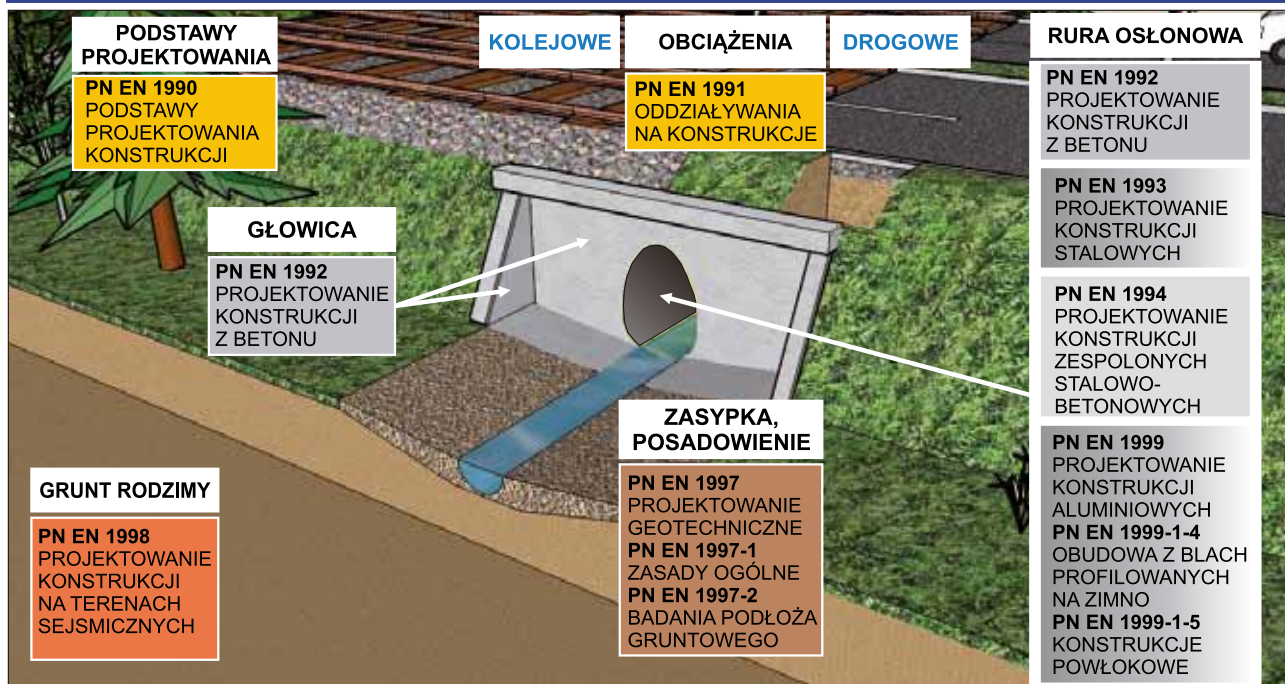 PODSTAWY
PROJEKTOWANIA
PN EN 1990
PODSTAWY
PROJEKTOWANIA
KONSTRUKCJI
KOLEJOWE
OBCIĄŻENIA
DROGOWE
PN EN 1991
ODDZIAŁYWANIA
NA KONSTRUKCJE
RURA OSŁONOWA
PN EN 1992
PROJEKTOWANIE
KONSTRUKCJI
Z BETONU
PN EN 1993
PROJEKTOWANIE
KONSTRUKCJI
STALOWYCH
PN EN 1994
PROJEKTOWANIE
KONSTRUKCJI
ZESPOLONYCH
STALOWO-
BETONOWYCH
PN EN 1999
PROJEKTOWANIE
KONSTRUKCJI
ALUMINIOWYCH
PN EN 1999-1-4
OBUDOWA Z BLACH
PROFILOWANYCH
NA ZIMNO
PN EN 1999-1-5
KONSTRUKCJE
POWŁOKOWE
GŁOWICA
PN EN 1992
PROJEKTOWANIE
KONSTRUKCJI
Z BETONU
ZASYPKA,
POSADOWIENIE
PN EN 1997
PROJEKTOWANIE
GEOTECHNICZNE
PN EN 1997-1
ZASADY OGÓLNE
PN EN 1997-2
BADANIA PODŁOŻA
GRUNTOWEGO
GRUNT RODZIMY
PN EN 1998
PROJEKTOWANIE
KONSTRUKCJI
NA TERENACH
SEJSMICZNYCH